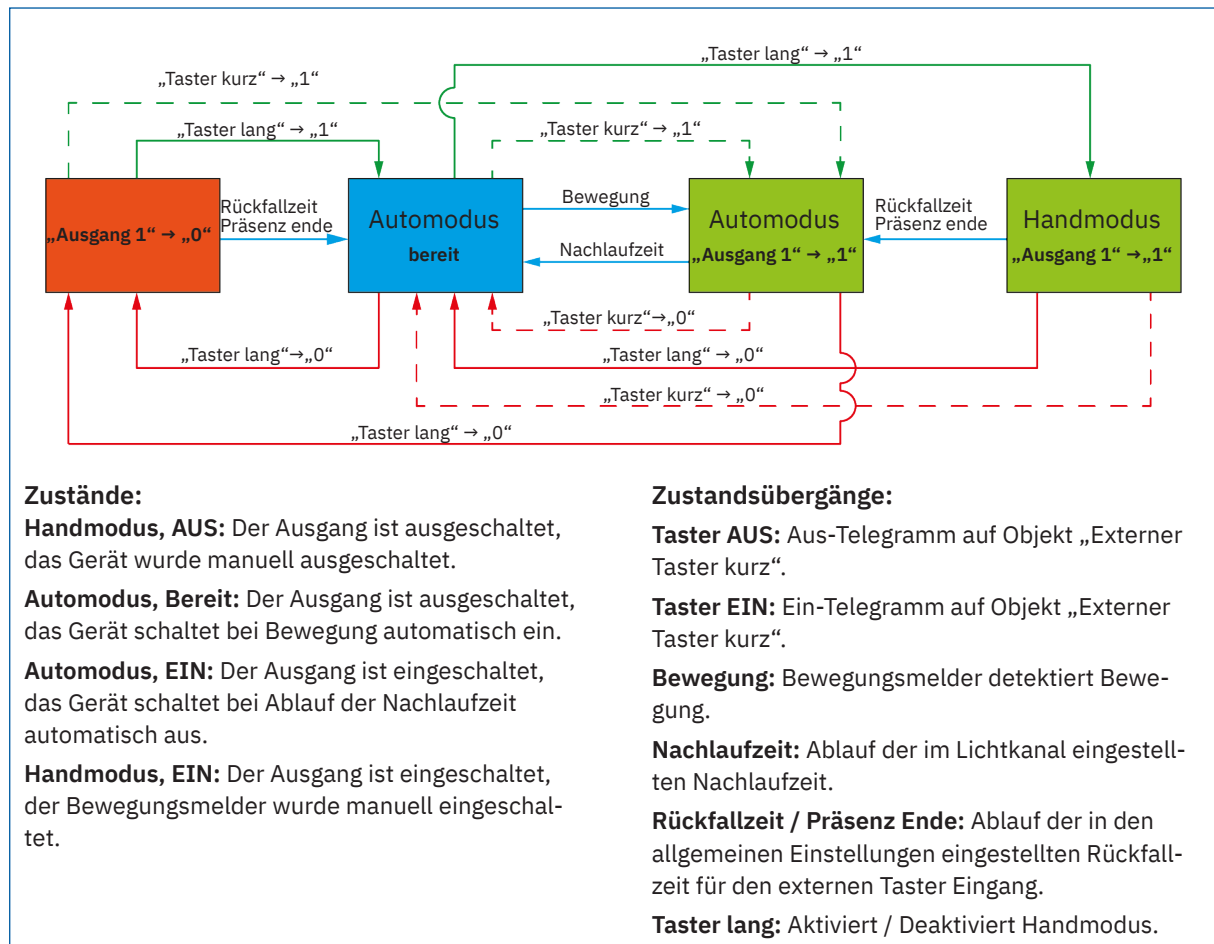 „Taster lang“ → „1“
„Taster kurz“ → „1“
„Taster lang“ → „1“
„Taster kurz“ → „1“
„Ausgang 1“ → „0“
Rückfallzeit
Präsenz ende
Automodus
bereit
Bewegung
Nachlaufzeit
Automodus
„Ausgang 1“ → „1“
Rückfallzeit
Präsenz ende
Handmodus
„Ausgang 1“ →„1“
„Taster kurz“→„0“
„Taster lang“→„0“
„Taster lang“ → „0“
„Taster kurz“ → „0“
„Taster lang“ → „0“
Zustände:
Handmodus, AUS: Der Ausgang ist ausgeschaltet,
das Gerät wurde manuell ausgeschaltet.
Automodus, Bereit: Der Ausgang ist ausgeschaltet,
das Gerät schaltet bei Bewegung automatisch ein.
Automodus, EIN: Der Ausgang ist eingeschaltet,
das Gerät schaltet bei Ablauf der Nachlaufzeit
automatisch aus.
Handmodus, EIN: Der Ausgang ist eingeschaltet,
der Bewegungsmelder wurde manuell eingeschal-
tet.
Zustandsübergänge:
Taster AUS: Aus-Telegramm auf Objekt „Externer
Taster kurz“.
Taster EIN: Ein-Telegramm auf Objekt „Externer
Taster kurz“.
Bewegung: Bewegungsmelder detektiert Bewe-
gung.
Nachlaufzeit: Ablauf der im Lichtkanal eingestell-
ten Nachlaufzeit.
Rückfallzeit / Präsenz Ende: Ablauf der in den
allgemeinen Einstellungen eingestellten Rückfall-
zeit für den externen Taster Eingang.
Taster lang: Aktiviert / Deaktiviert Handmodus.